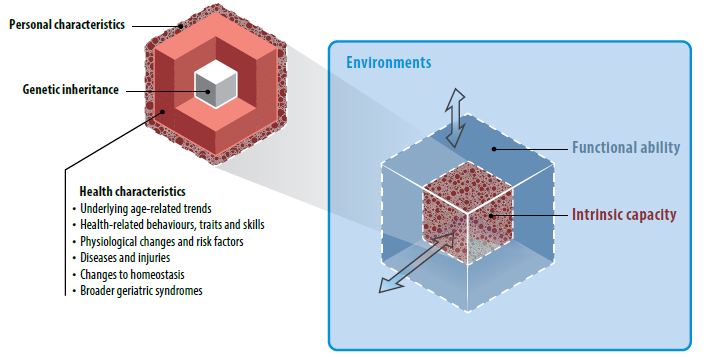 Personal characteristics
Genetic inheritance
Health characteristics
• Underlying age-related trends
• Health-related behaviours, traits and skills
• Physiological changes and risk factors
• Diseases and injuries
• Changes to homeostasis
• Broader geriatric syndromes
Environments
Functional ability
Intrinsic capacity